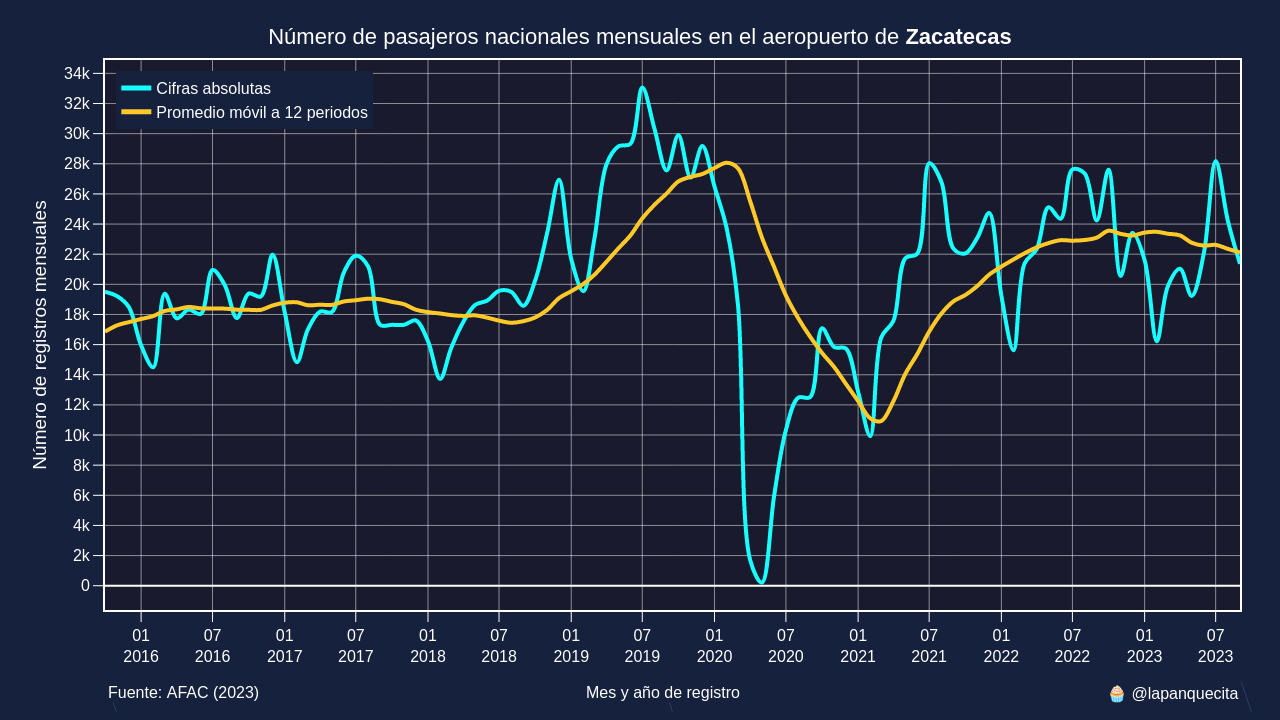 Número de pasajeros nacionales mensuales en el aeropuerto de Zacatecas
Cifras absolutas
Promedio móvil a 12 periodos
Número de registros mensuales
34k
32k
30k
28k
26k
24k
22k
20k
18k
16k
14k
12k
10k
8k
6k
4k
2k
0
01 07 01 07 01 07 01 07 01 07 01 07 01 07 01 07
2016 2016 2017 2017 2018 2018 2019 2019 2020 2020 2021 2021 2022 2022 2023 2023
Fuente: AFAC (2023) Mes y año de registro 🧁 @lapanquecita